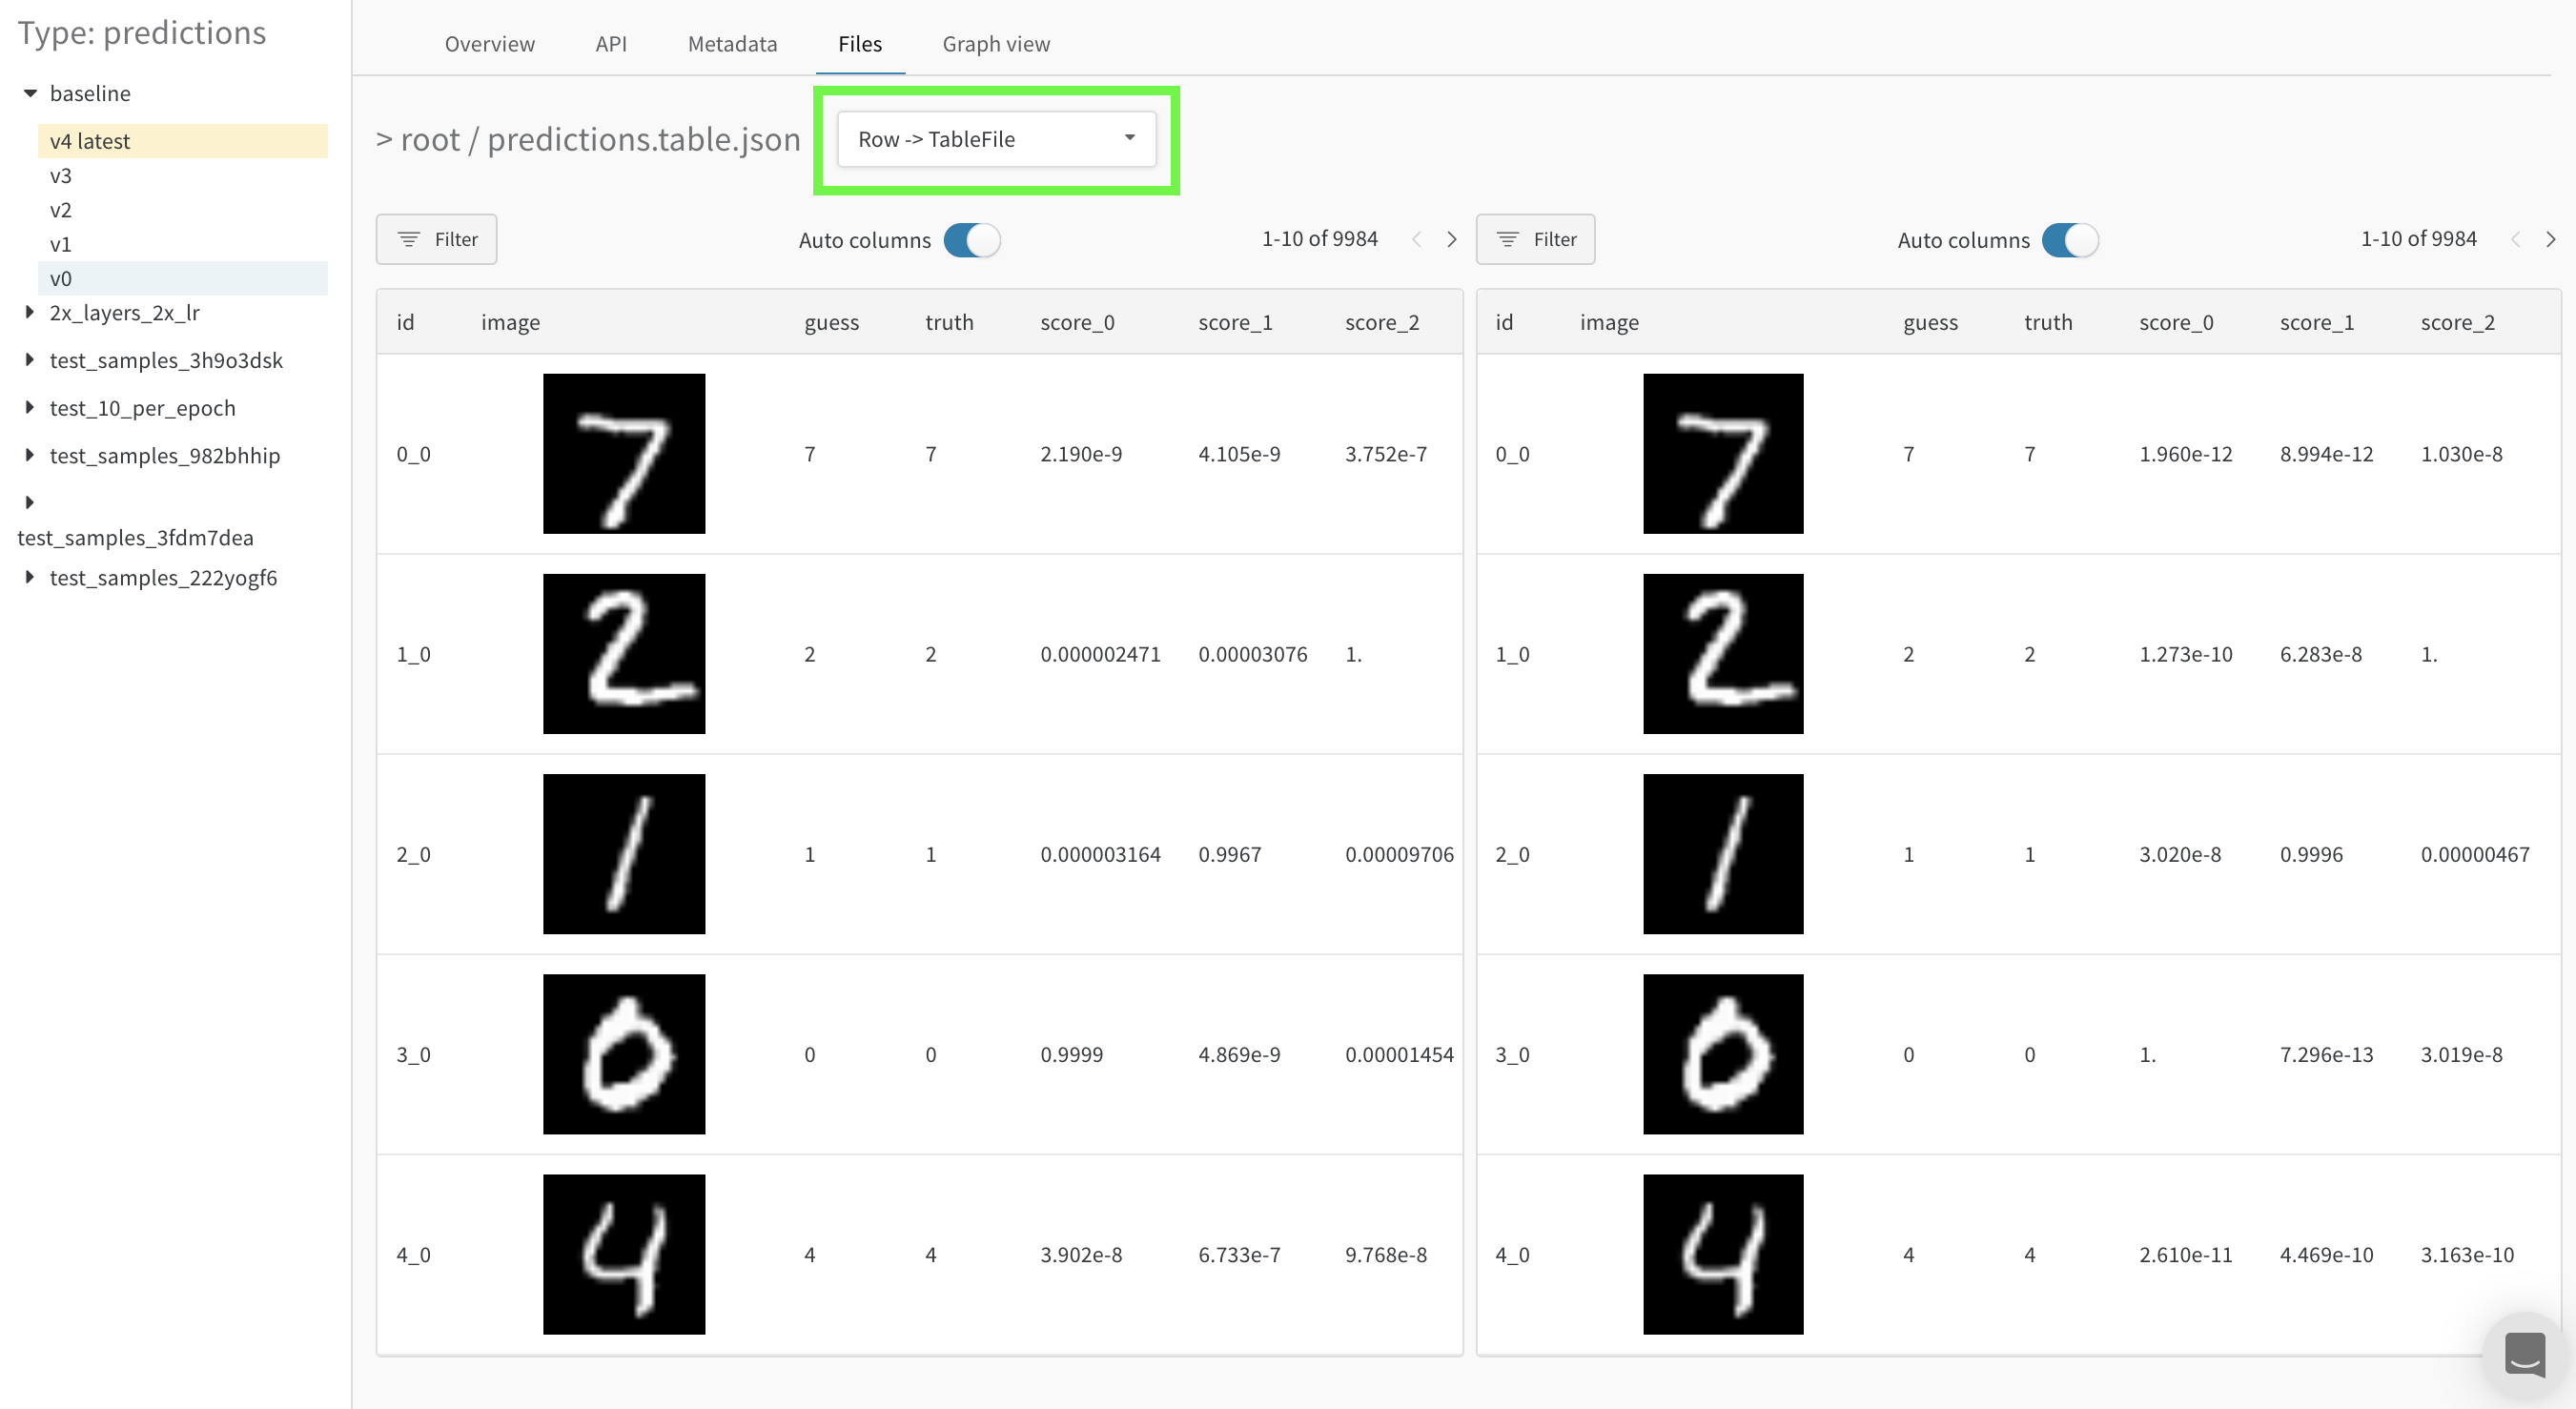 Type: predictions
baseline
v4 latest
v3
v2
v1
v0
2x_layers_2x_lr
test_samples_3h9o3dsk
test_10_per_epoch
test_samples_982bhhip
test_samples_3fdm7dea
test_samples_222yogf6
Overview API Metadata Files Graph view
> root / predictions.table.json Row -> TableFile
Filter Auto columns 1-10 of 9984 < > Filter Auto columns 1-10 of 9984 < >
id image guess truth score_0 score_1 score_2 id image guess truth score_0 score_1 score_2
0_0 7 7 7 2.190e-9 4.105e-9 3.752e-7 0_0 7 7 7 1.960e-12 8.994e-12 1.030e-8
1_0 2 2 2 0.000002471 0.00003076 1. 1_0 2 2 2 1.273e-10 6.283e-8 1.
2_0 1 1 1 0.000003164 0.9967 0.00009706 2_0 1 1 1 3.020e-8 0.9996 0.00000467
3_0 0 0 0 0.9999 4.869e-9 0.00001454 3_0 0 0 0 1. 7.296e-13 3.019e-8
4_0 4 4 4 3.902e-8 6.733e-7 9.768e-8 4_0 4 4 4 2.610e-11 4.469e-10 3.163e-10